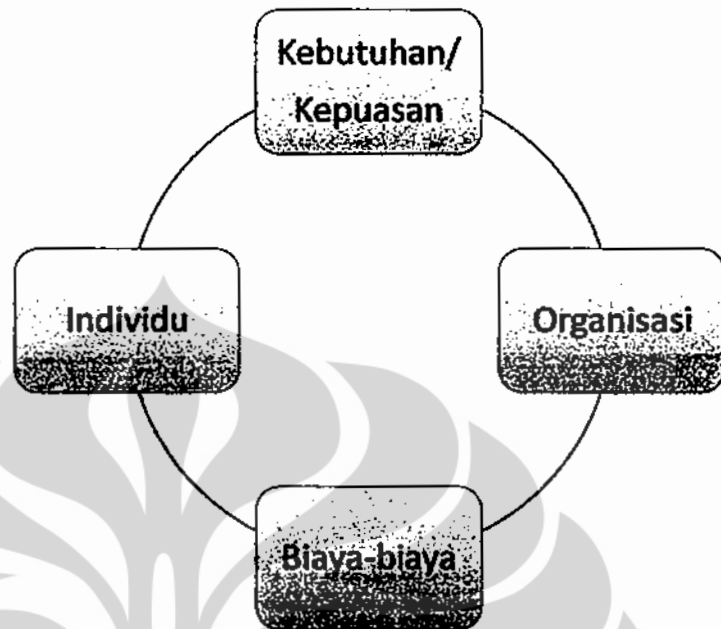 Kebutuhan/
Kepuasan
Individu
Organisasi
Biaya-biaya